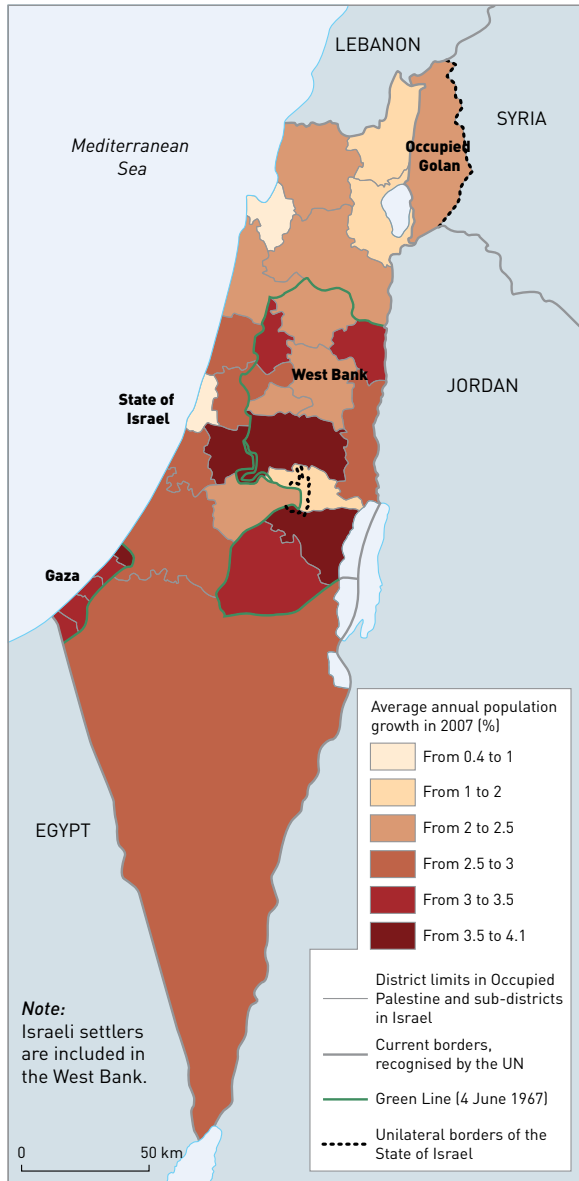 LEBANON
SYRIA
Mediterranean
Sea
Occupied
Golan
West Bank
State of
Israel
JORDAN
Gaza
EGYPT
Average annual population
growth in 2007 (%)
From 0.4 to 1
From 1 to 2
From 2 to 2.5
From 2.5 to 3
From 3 to 3.5
From 3.5 to 4.1
District limits in Occupied
Palestine and sub-districts
in Israel
Current borders,
recognised by the UN
Green Line (4 June 1967)
Unilateral borders of the
State of Israel
Note:
Israeli settlers
are included in
the West Bank.
0 50 km